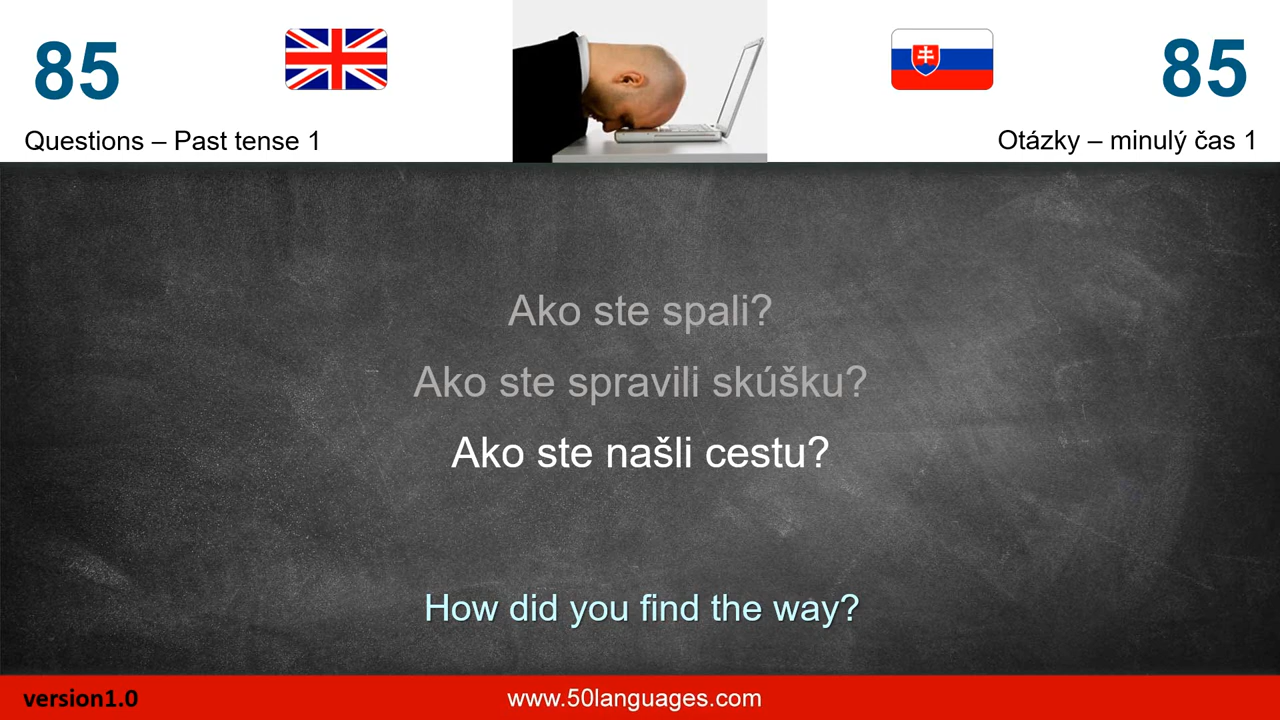 85
85
Questions – Past tense 1
Otázky – minulý čas 1
Ako ste spali?
Ako ste spravili skúšku?
Ako ste našli cestu?
How did you find the way?
version1.0
www.50languages.com